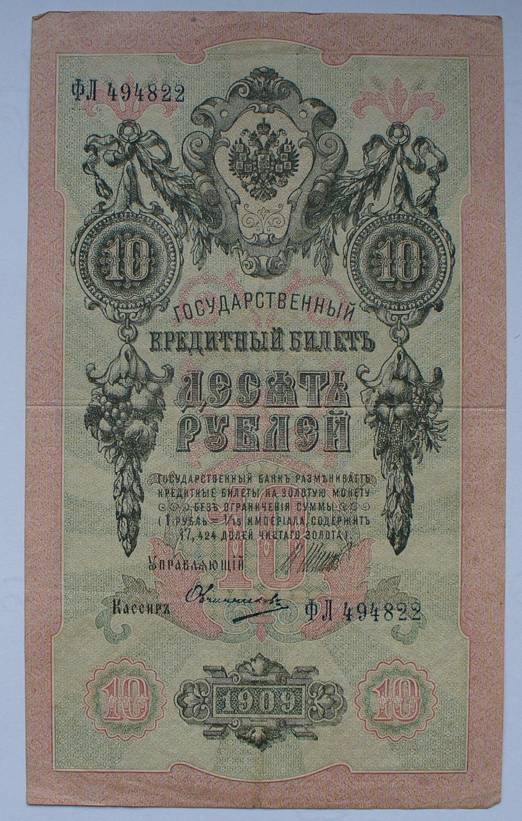 ФЛ 494822
10 10
ГОСУДАРСТВЕННЫЙ
КРЕДИТНЫЙ БИЛЕТЪ
ДЕСЯТЬ
РУБЛЕЙ
ГОСУДАРСТВЕННЫЙ БАНКЪ РАЗМѢНИВАЕТЪ
КРЕДИТНЫЕ БИЛЕТЫ НА ЗОЛОТУЮ МОНЕТУ
БЕЗЪ ОГРАНИЧЕНІЯ СУММЫ
(1 РУБЛЬ = 1/15 ИМПЕРІАЛА, СОДЕРЖИТЪ
17,424 ДОЛЕЙ ЧИСТАГО ЗОЛОТА).
10
УПРАВЛЯЮЩІЙ
КАССИРЪ Овчинниковъ ФЛ 494822
10 1909 10